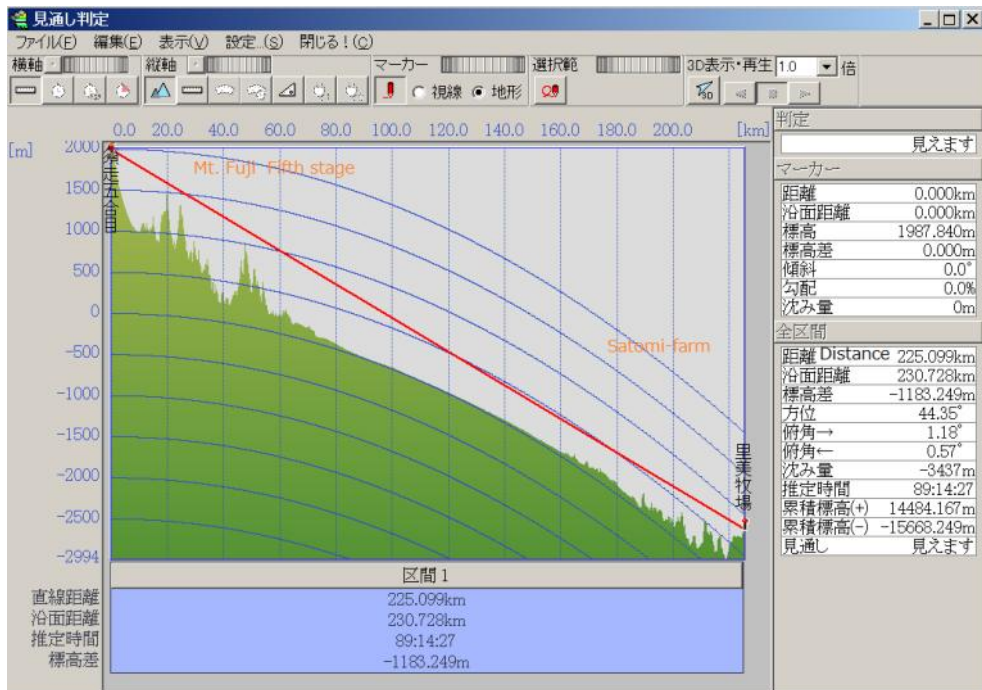 見通し判定
ファイル(F) 編集(E) 表示(V) 設定...(S) 閉じる!(C)
横軸 縦軸 マーカー 選択範 3D表示・再生 1.0 倍
視線 地形 3D
0.0 20.0 40.0 60.0 80.0 100.0 120.0 140.0 160.0 180.0 200.0 [km]
[m]
2000
1500
1000
500
0
-500
-1000
-1500
-2000
-2500
-2994
須走五合目
Mt. Fuji Fifth stage
Satomi-farm
里美牧場
区間 1
直線距離 225.099km
沿面距離 230.728km
推定時間 89:14:27
標高差 -1183.249m
判定
見えます
マーカー
距離 0.000km
沿面距離 0.000km
標高 1987.840m
標高差 0.000m
傾斜 0.0°
勾配 0.0%
沈み量 0m
全区間
距離 Distance 225.099km
沿面距離 230.728km
標高差 -1183.249m
方位 44.35°
俯角→ 1.18°
俯角← 0.57°
沈み量 -3437m
推定時間 89:14:27
累積標高(+) 14484.167m
累積標高(-) -15668.249m
見通し 見えます